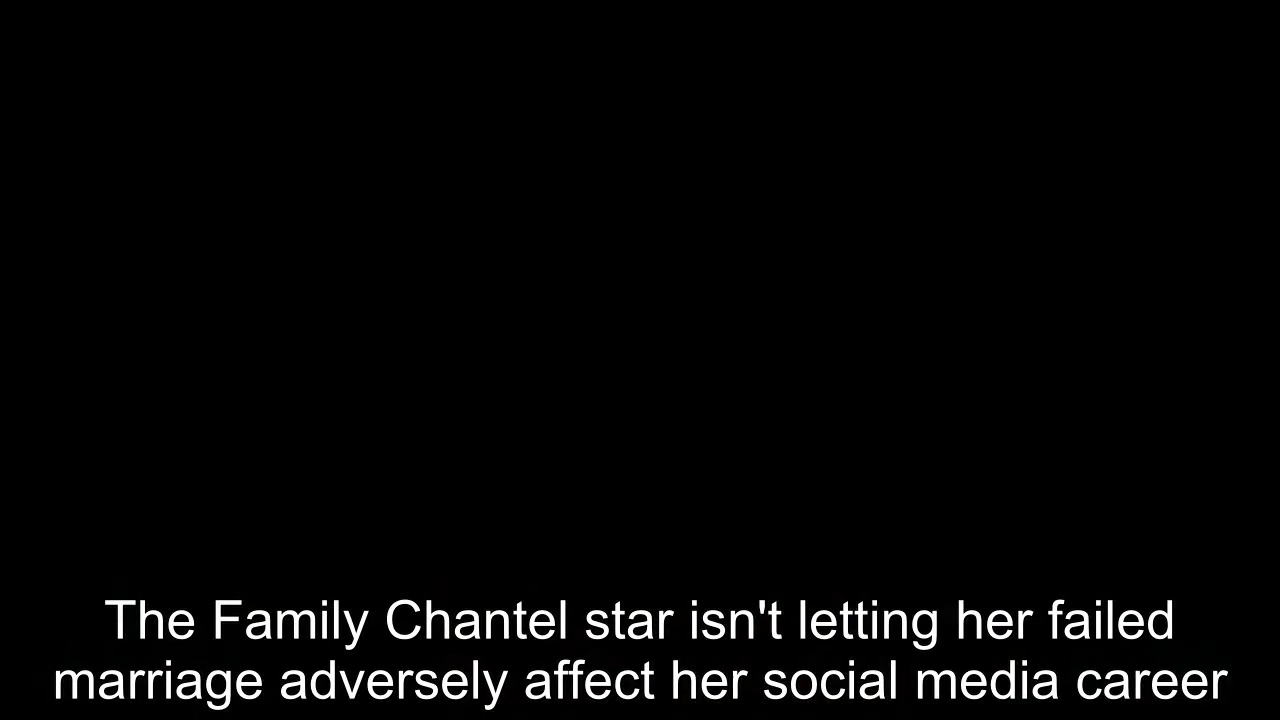 The Family Chantel star isn't letting her failed
marriage adversely affect her social media career